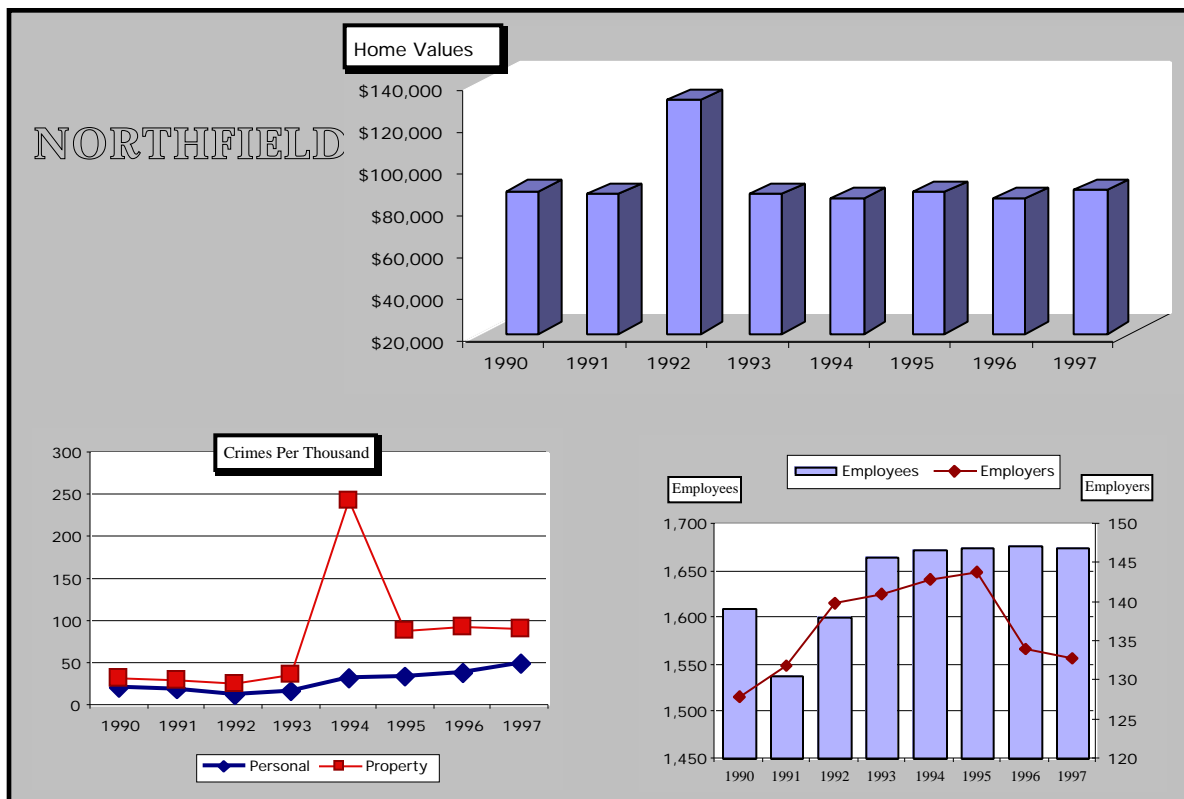 Home Values
NORTHFIELD
$140,000
$120,000
$100,000
$80,000
$60,000
$40,000
$20,000
1990 1991 1992 1993 1994 1995 1996 1997
Crimes Per Thousand
300
250
200
150
100
50
0
1990 1991 1992 1993 1994 1995 1996 1997
Personal Property
Employees Employers
Employees Employers
1,700 150
1,650 145
1,600 140
1,550 135
1,500 130
1,450 125
120
1990 1991 1992 1993 1994 1995 1996 1997